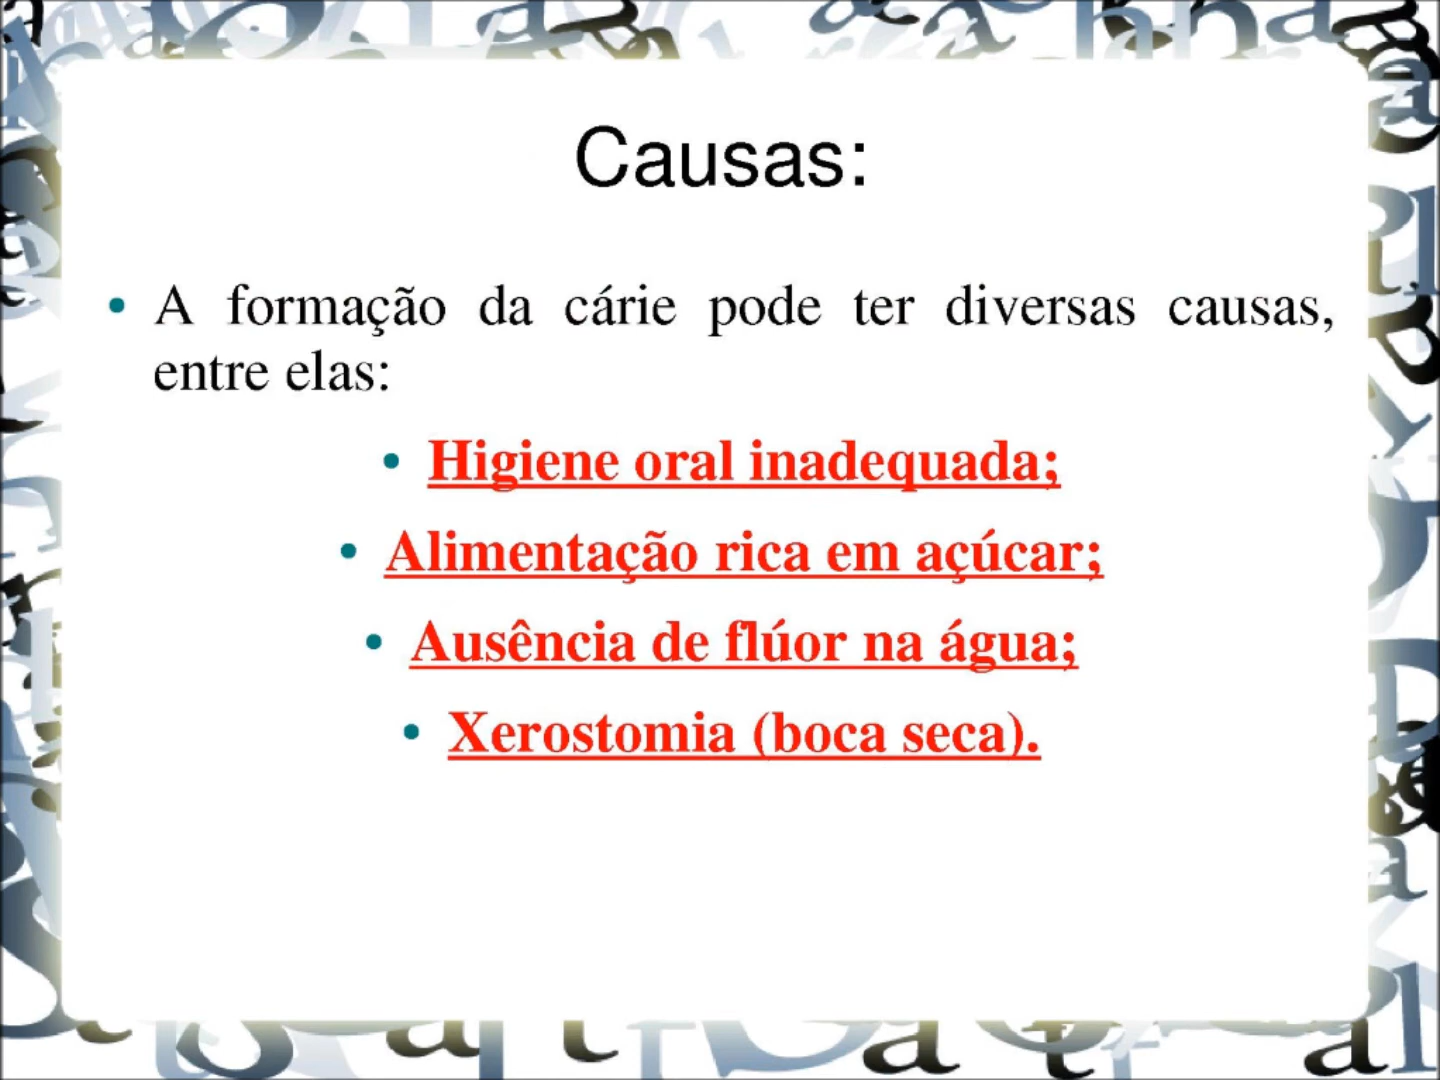 Causas:
• A formação da cárie pode ter diversas causas,
entre elas:
• Higiene oral inadequada;
• Alimentação rica em açúcar;
• Ausência de flúor na água;
• Xerostomia (boca seca).